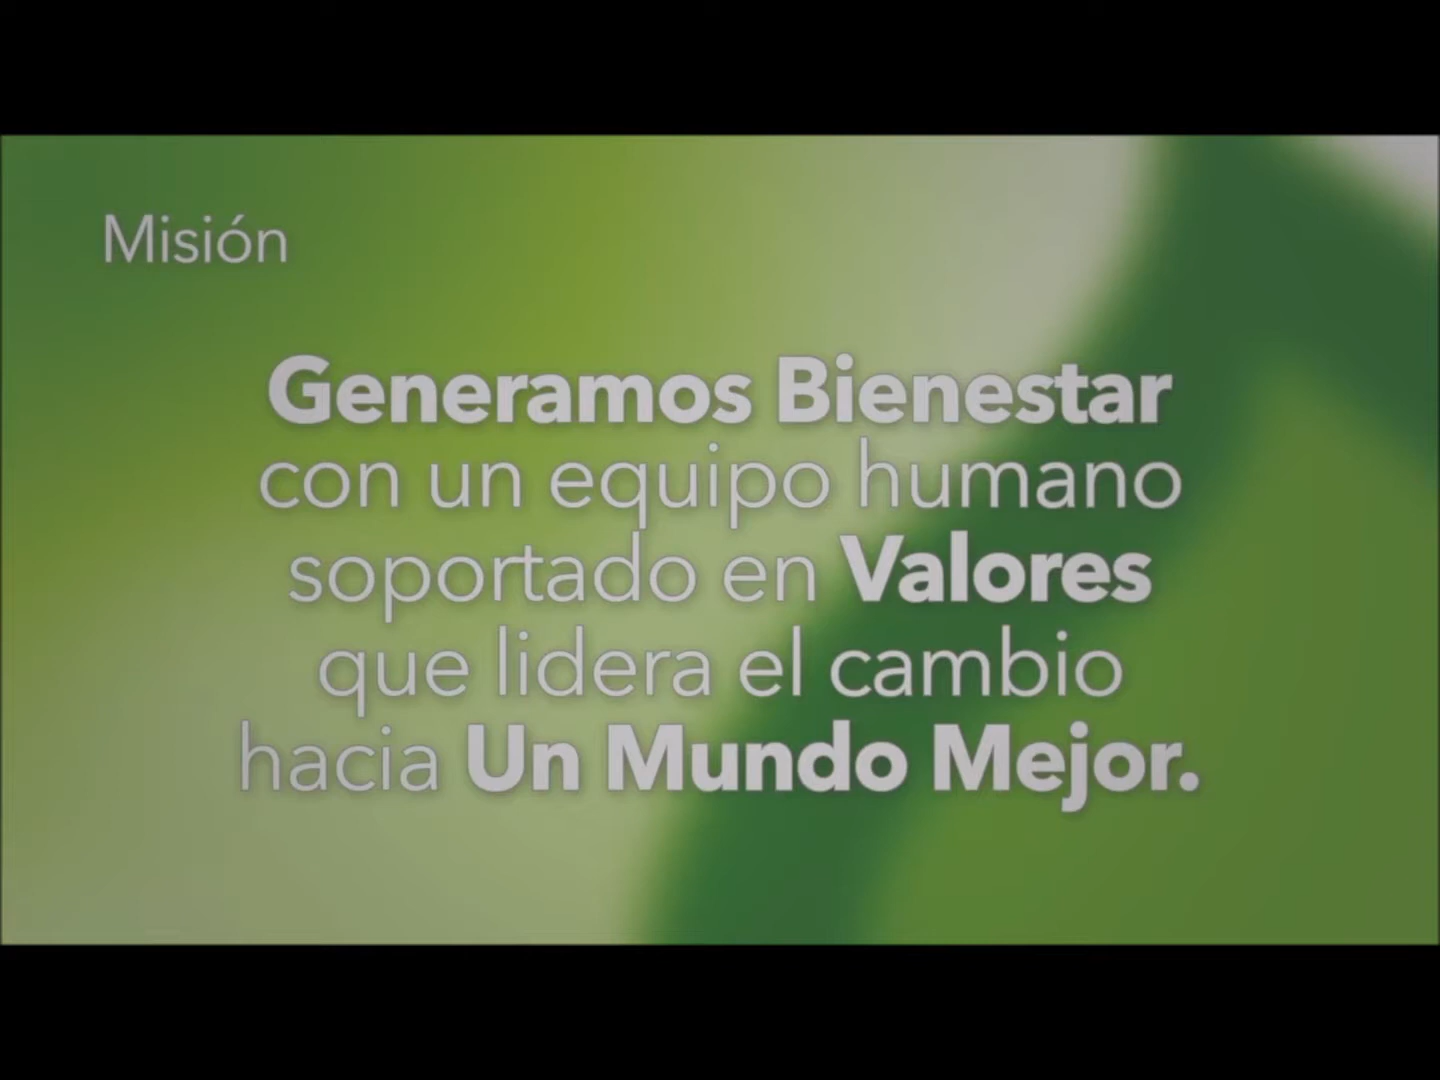 Misión
Generamos Bienestar
con un equipo humano
soportado en Valores
que lidera el cambio
hacia Un Mundo Mejor.